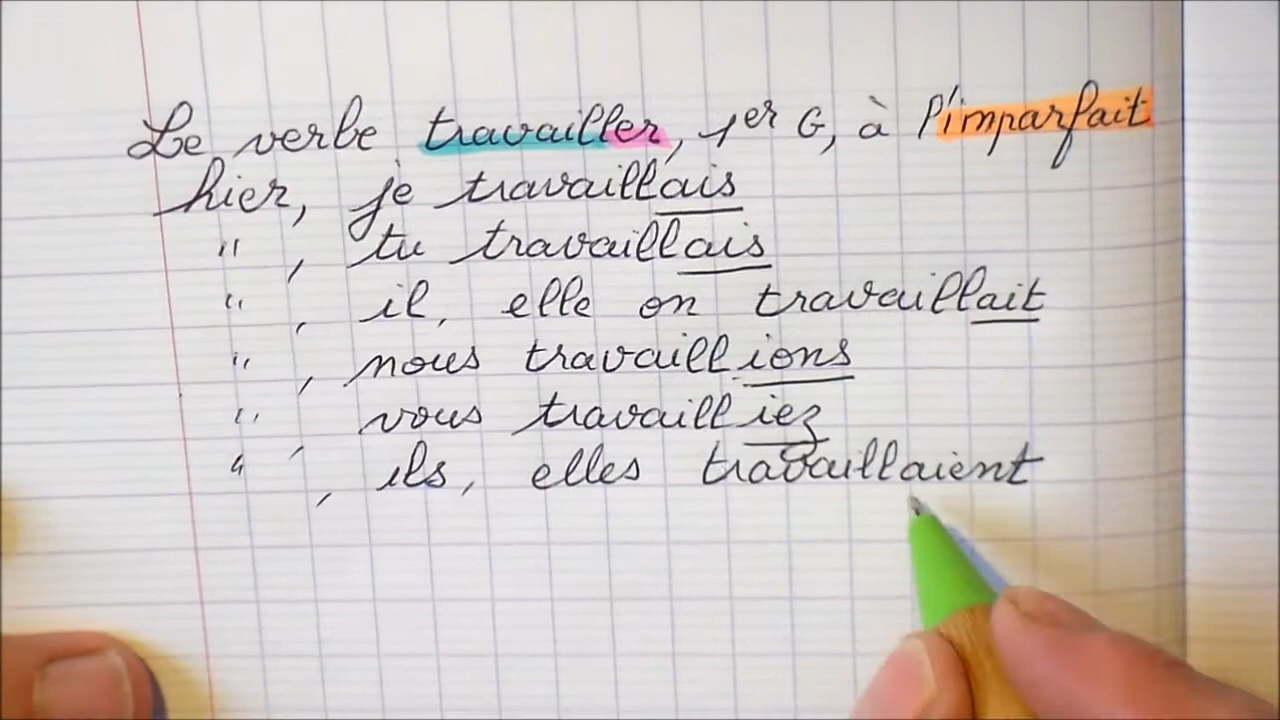 Le verbe travailler, 1er G, à l'imparfait
hier, je travaillais
" , tu travaillais
" , il, elle on travaillait
" , nous travaillions
" , vous travailliez
" , ils, elles travaillaient